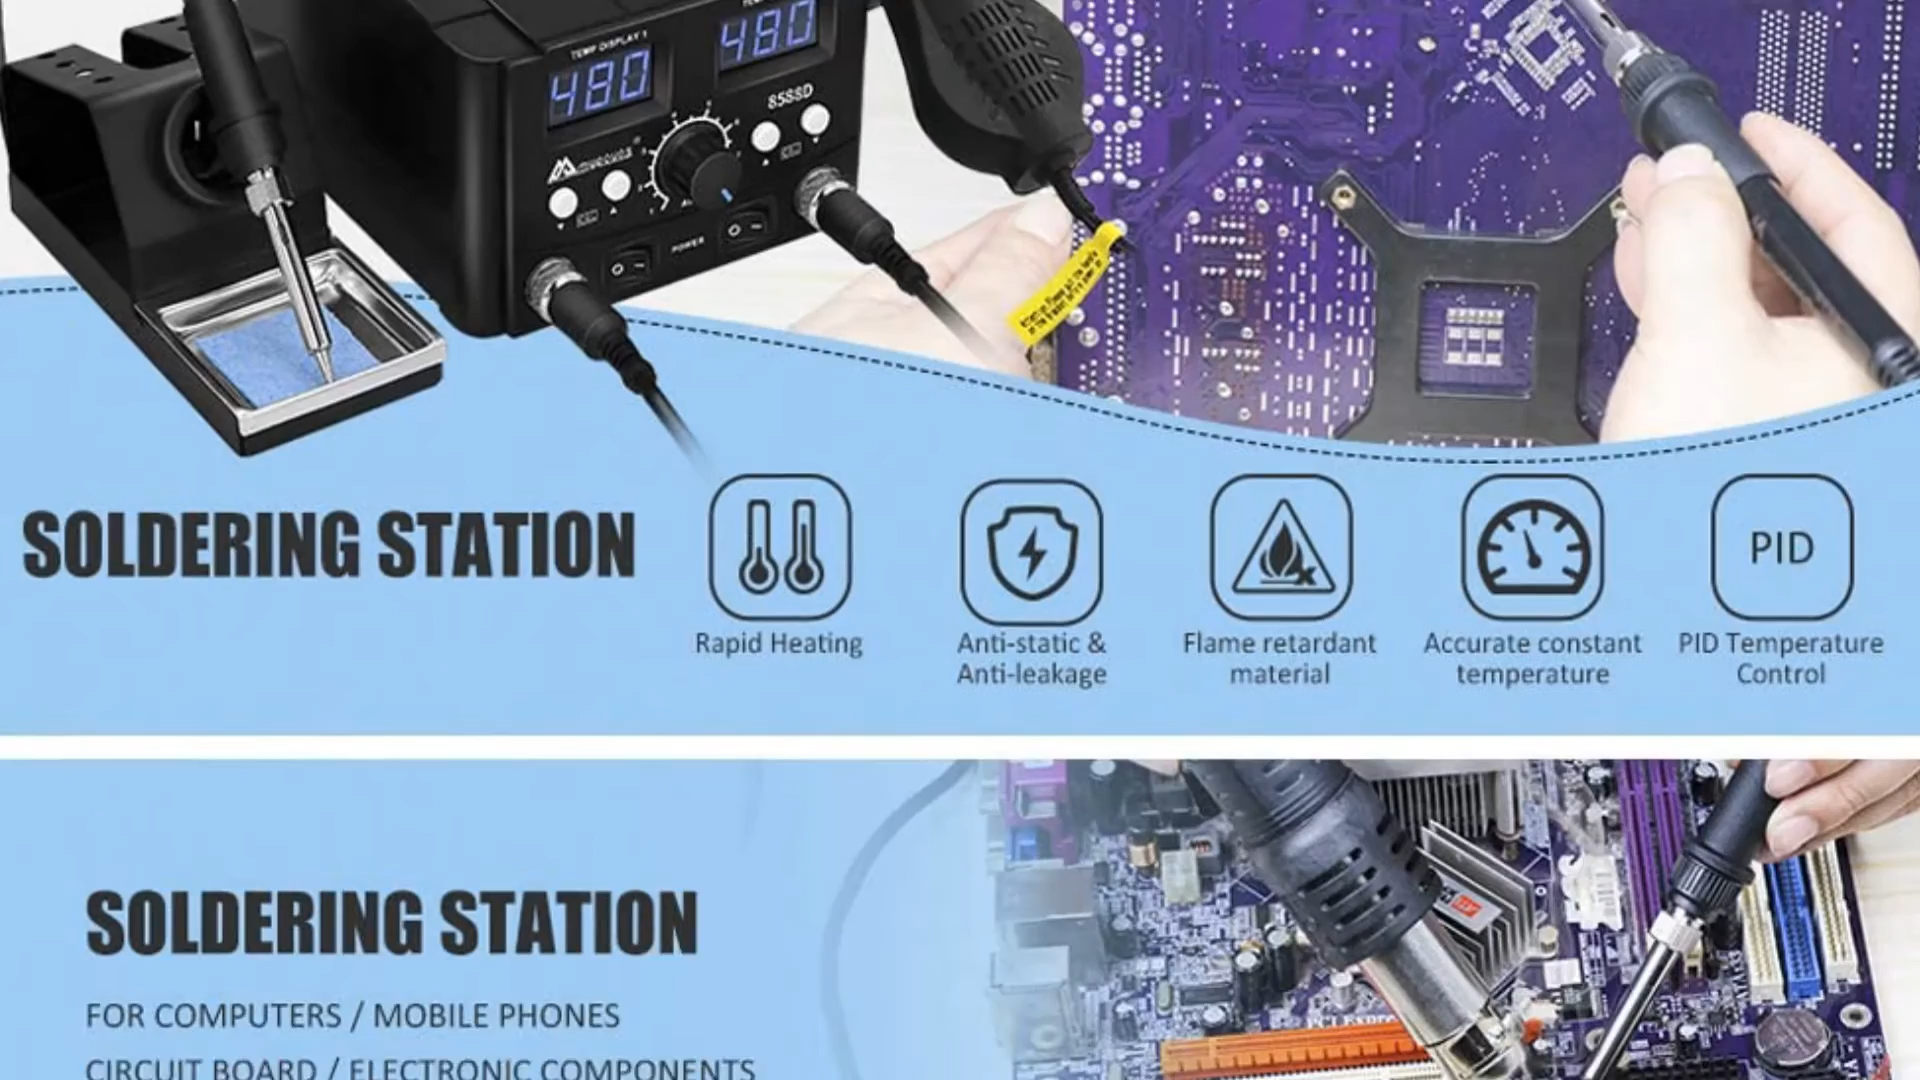 TEMP DISPLAY 1
480
480
8588D
POWER
SOLDERING STATION
PID
Rapid Heating
Anti-static &
Anti-leakage
Flame retardant
material
Accurate constant
temperature
PID Temperature
Control
SOLDERING STATION
FOR COMPUTERS / MOBILE PHONES
CIRCUIT BOARD / ELECTRONIC COMPONENTS